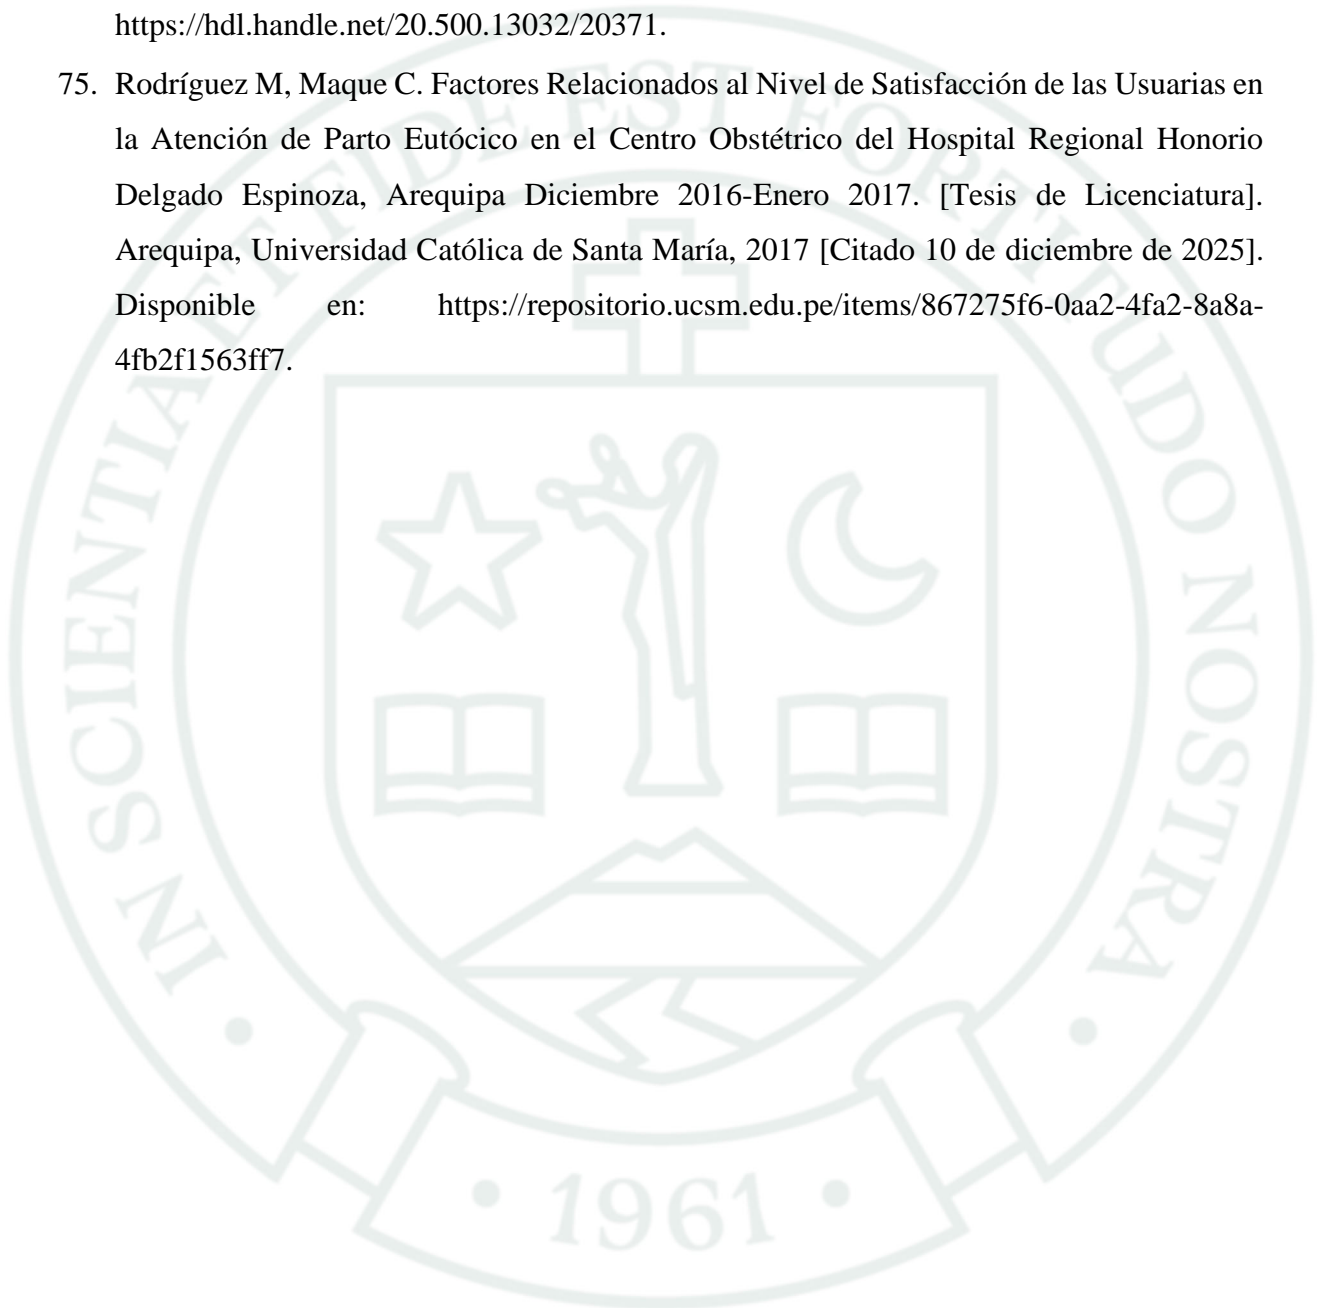 https://hdl.handle.net/20.500.13032/20371.
75. Rodríguez M, Maque C. Factores Relacionados al Nivel de Satisfacción de las Usuarias en
la Atención de Parto Eutócico en el Centro Obstétrico del Hospital Regional Honorio
Delgado Espinoza, Arequipa Diciembre 2016-Enero 2017. [Tesis de Licenciatura].
Arequipa, Universidad Católica de Santa María, 2017 [Citado 10 de diciembre de 2025].
Disponible en: https://repositorio.ucsm.edu.pe/items/867275f6-0aa2-4fa2-8a8a-
4fb2f1563ff7.
IN SCIENTIA ET FIDE EST FORTITUDO NOSTRA
• 1961 •